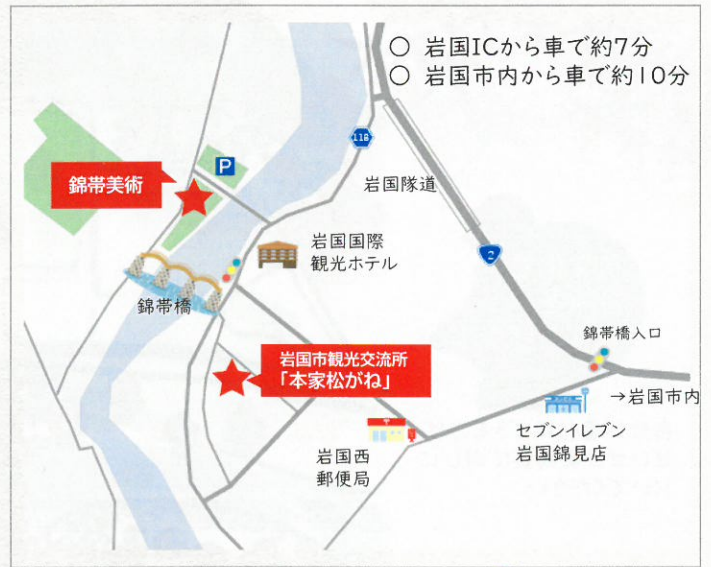 ○ 岩国ICから車で約7分
○ 岩国市内から車で約10分
118
P
岩国隧道
錦帯美術
岩国国際
観光ホテル
2
錦帯橋
錦帯橋入口
岩国市観光交流所
「本家松がね」
→岩国市内
セブンイレブン
岩国錦見店
岩国西
郵便局